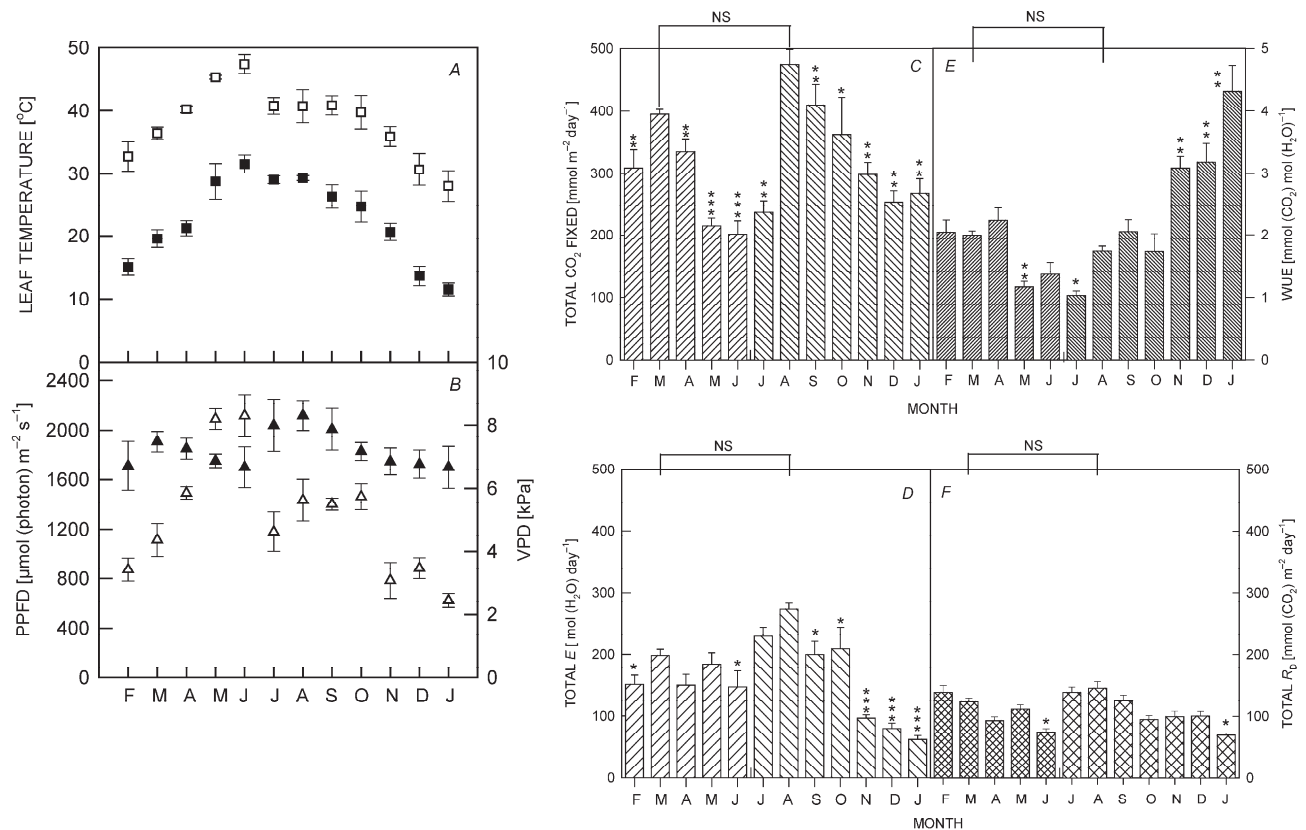 A
LEAF TEMPERATURE [°C]
50
40
30
20
10
0
B
PPFD [µmol (photon) m⁻² s⁻¹]
2400
2000
1600
1200
800
400
0
10
8
6
4
2
0
VPD [kPa]
F M A M J J A S O N D J
NS
NS
C
E
TOTAL CO₂ FIXED [mmol m⁻² day⁻¹]
500
400
300
200
100
0
** ** *** *** ** ** * ** ** **
** * ** ** **
5
4
3
2
1
0
WUE [mmol (CO₂) mol (H₂O)⁻¹]
F M A M J J A S O N D J F M A M J J A S O N D J
MONTH
NS
NS
D
F
TOTAL E [ mol (H₂O) day⁻¹]
500
400
300
200
100
0
* * * * *** *** ***
* *
500
400
300
200
100
0
TOTAL R_D [mmol (CO₂) m⁻² day⁻¹]
F M A M J J A S O N D J F M A M J J A S O N D J
MONTH